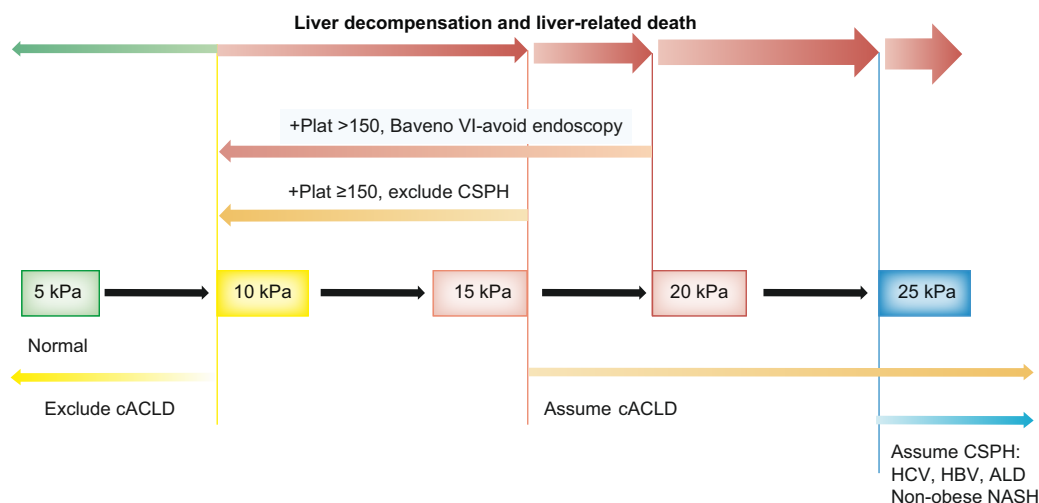 Liver decompensation and liver-related death
+Plat >150, Baveno VI-avoid endoscopy
+Plat ≥150, exclude CSPH
5 kPa
10 kPa
15 kPa
20 kPa
25 kPa
Normal
Exclude cACLD
Assume cACLD
Assume CSPH:
HCV, HBV, ALD
Non-obese NASH